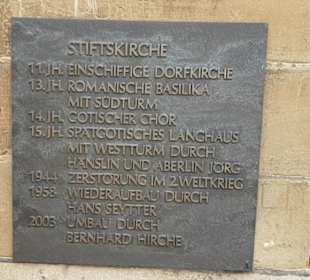 STIFTSKIRCHE
11. JH. EINSCHIFFIGE DORFKIRCHE
13. JH. ROMANISCHE BASILIKA
MIT SÜDTURM
14. JH. GOTISCHER CHOR
15. JH. SPÄTGOTISCHES LANGHAUS
MIT WESTTURM DURCH
HÄNSLIN UND ABERLIN JÖRG
1944 ZERSTÖRUNG IM 2.WELTKRIEG
1958 WIEDERAUFBAU DURCH
HANS SEYTTER
2003 UMBAU DURCH
BERNHARD HIRCHE